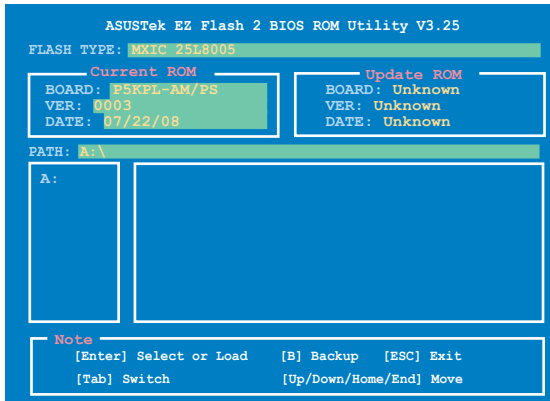 ASUSTek EZ Flash 2 BIOS ROM Utility V3.25
FLASH TYPE: MXIC 25L8005
Current ROM
BOARD: P5KPL-AM/PS
VER: 0003
DATE: 07/22/08
Update ROM
BOARD: Unknown
VER: Unknown
DATE: Unknown
PATH: A:\
A:
Note
[Enter] Select or Load [B] Backup [ESC] Exit
[Tab] Switch [Up/Down/Home/End] Move